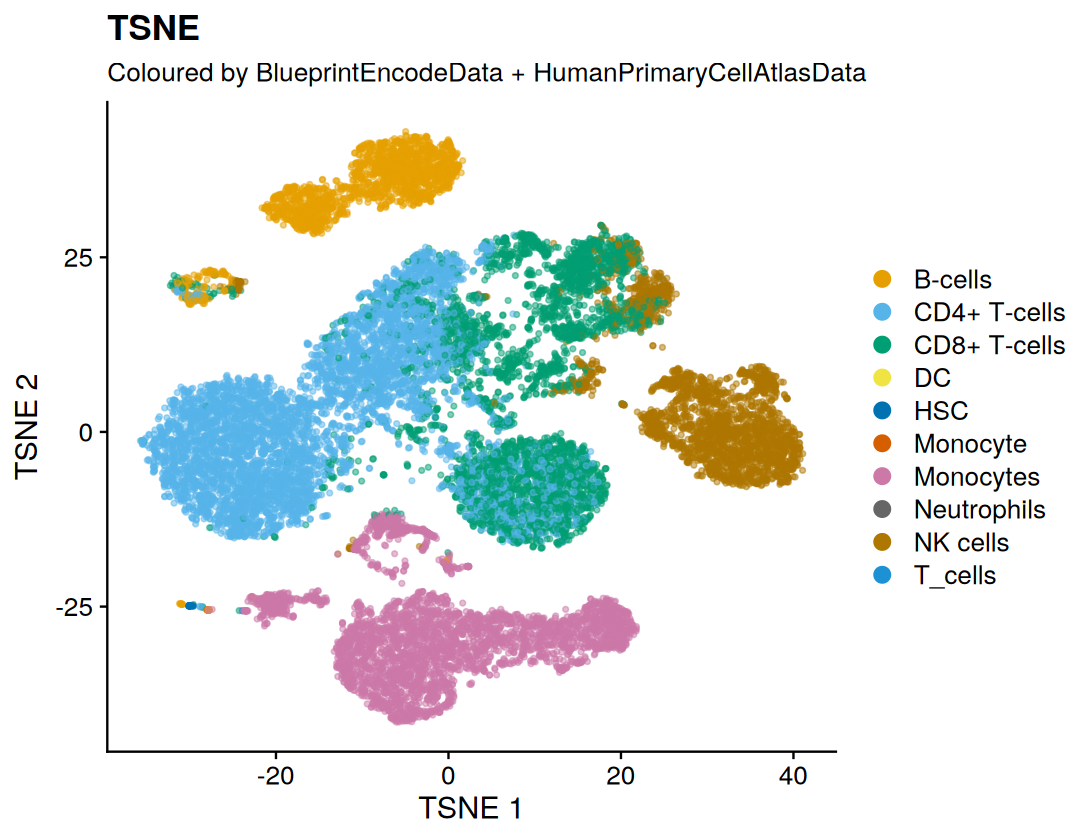 TSNE
Coloured by BlueprintEncodeData + HumanPrimaryCellAtlasData
TSNE 2
25
0
-25
-20
0
20
40
TSNE 1
B-cells
CD4+ T-cells
CD8+ T-cells
DC
HSC
Monocyte
Monocytes
Neutrophils
NK cells
T_cells